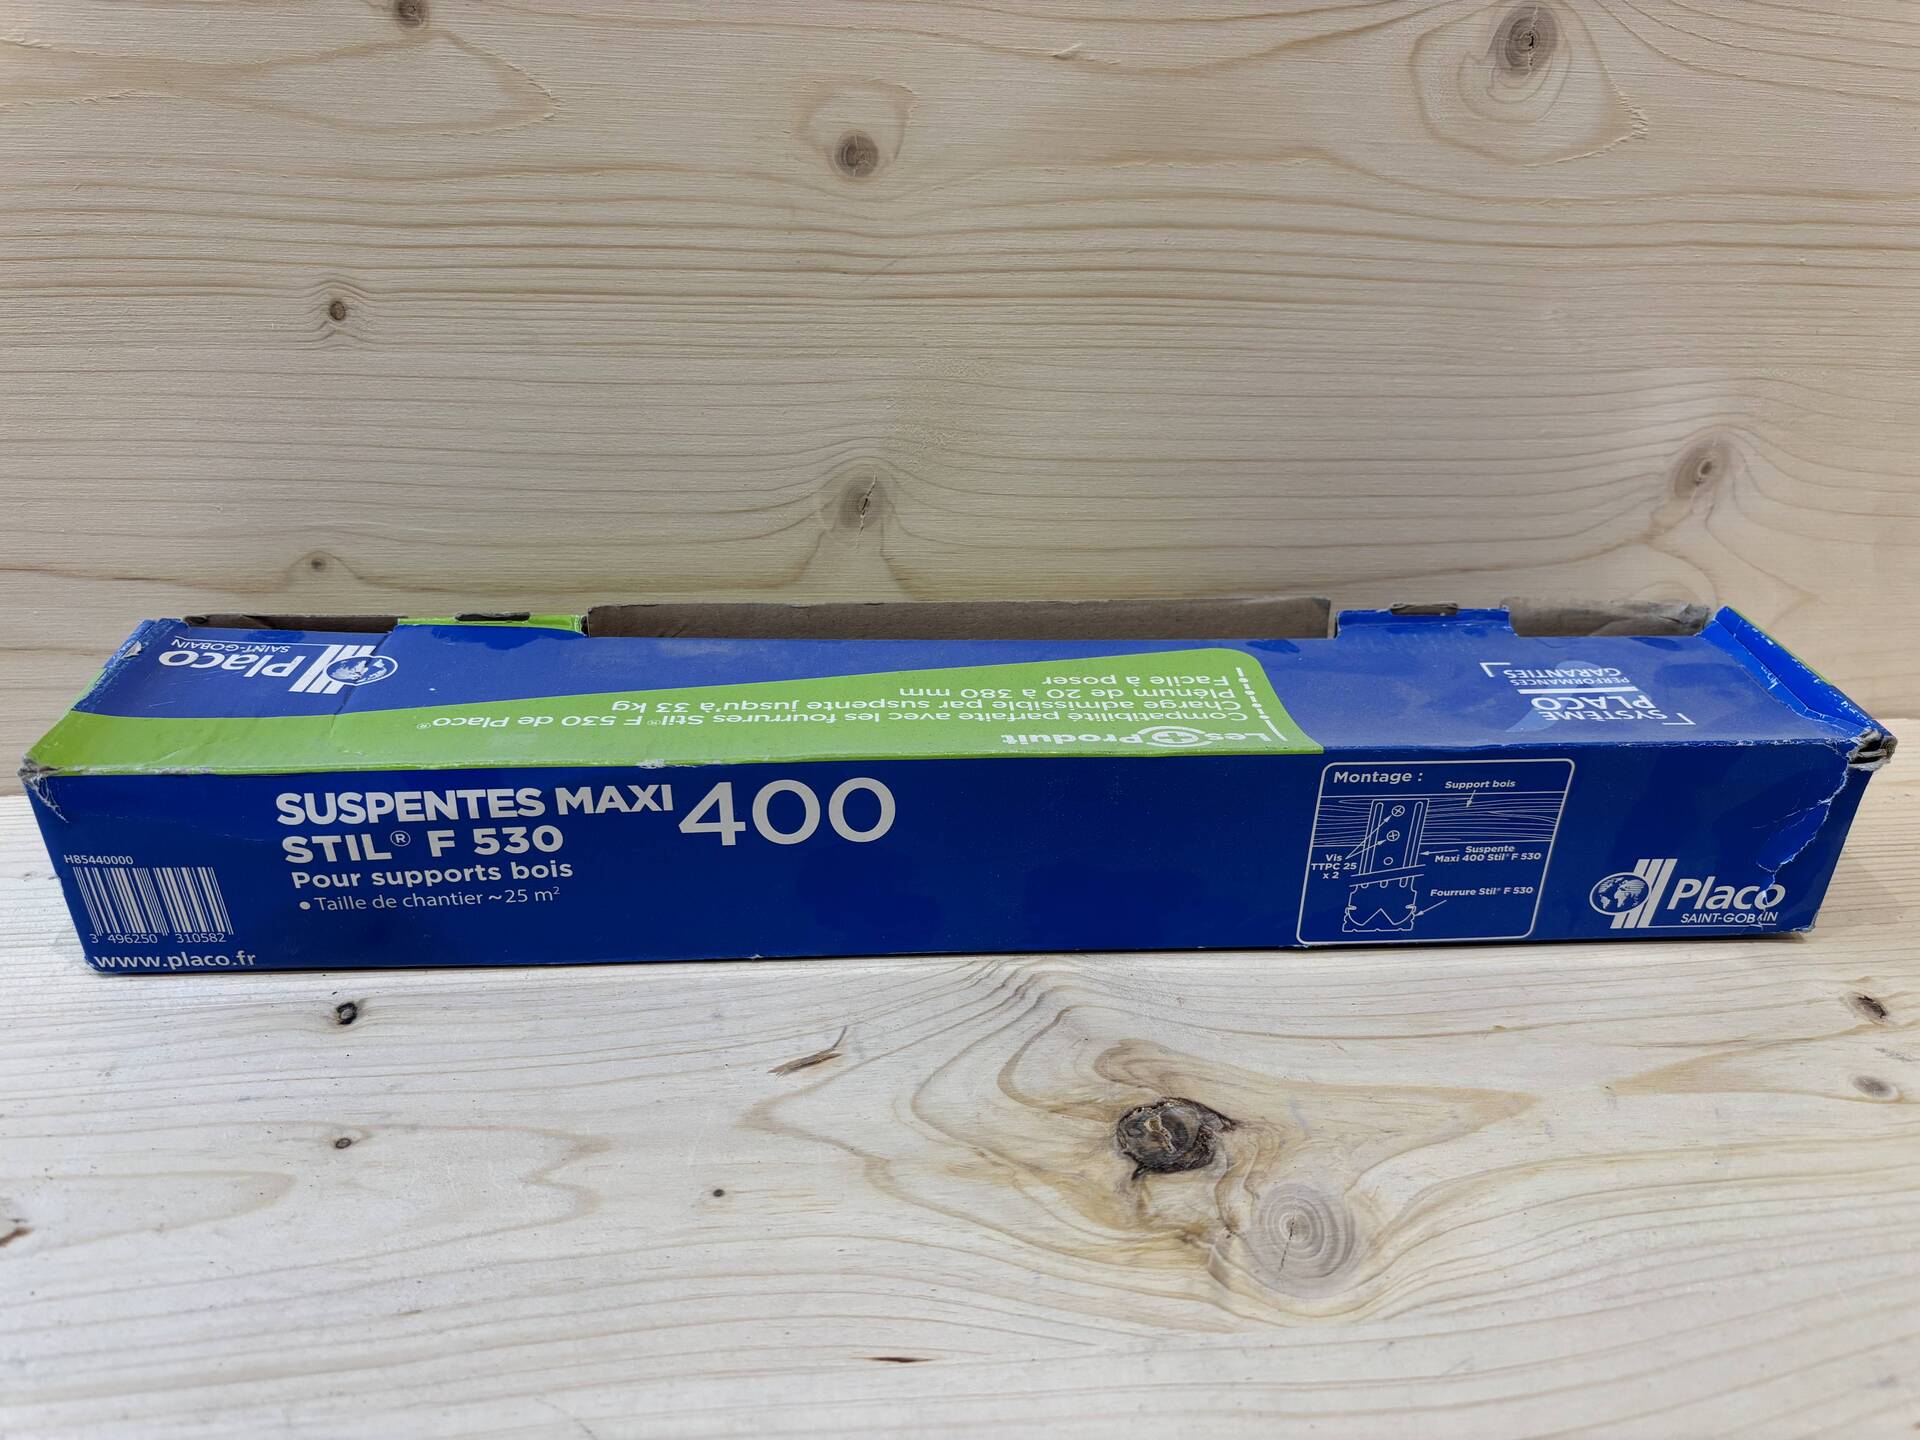 Placo
SAINT-GOBAIN
Les + Produit
Compatibilité parfaite avec les fourrures Stil® F 530 de Placo®
Charge admissible par suspente jusqu'à 33 kg
Plénum de 20 à 380 mm
Facile à poser
SYSTÈME
PLACO
PERFORMANCES
GARANTIES
SUSPENTES MAXI 400
STIL® F 530
Pour supports bois
• Taille de chantier ~ 25 m²
H85440000
3 496250 310582
www.placo.fr
Montage :
Support bois
Vis
TTPC 25
x 2
Suspente
Maxi 400 Stil® F 530
Fourrure Stil® F 530
Placo
SAINT-GOBAIN